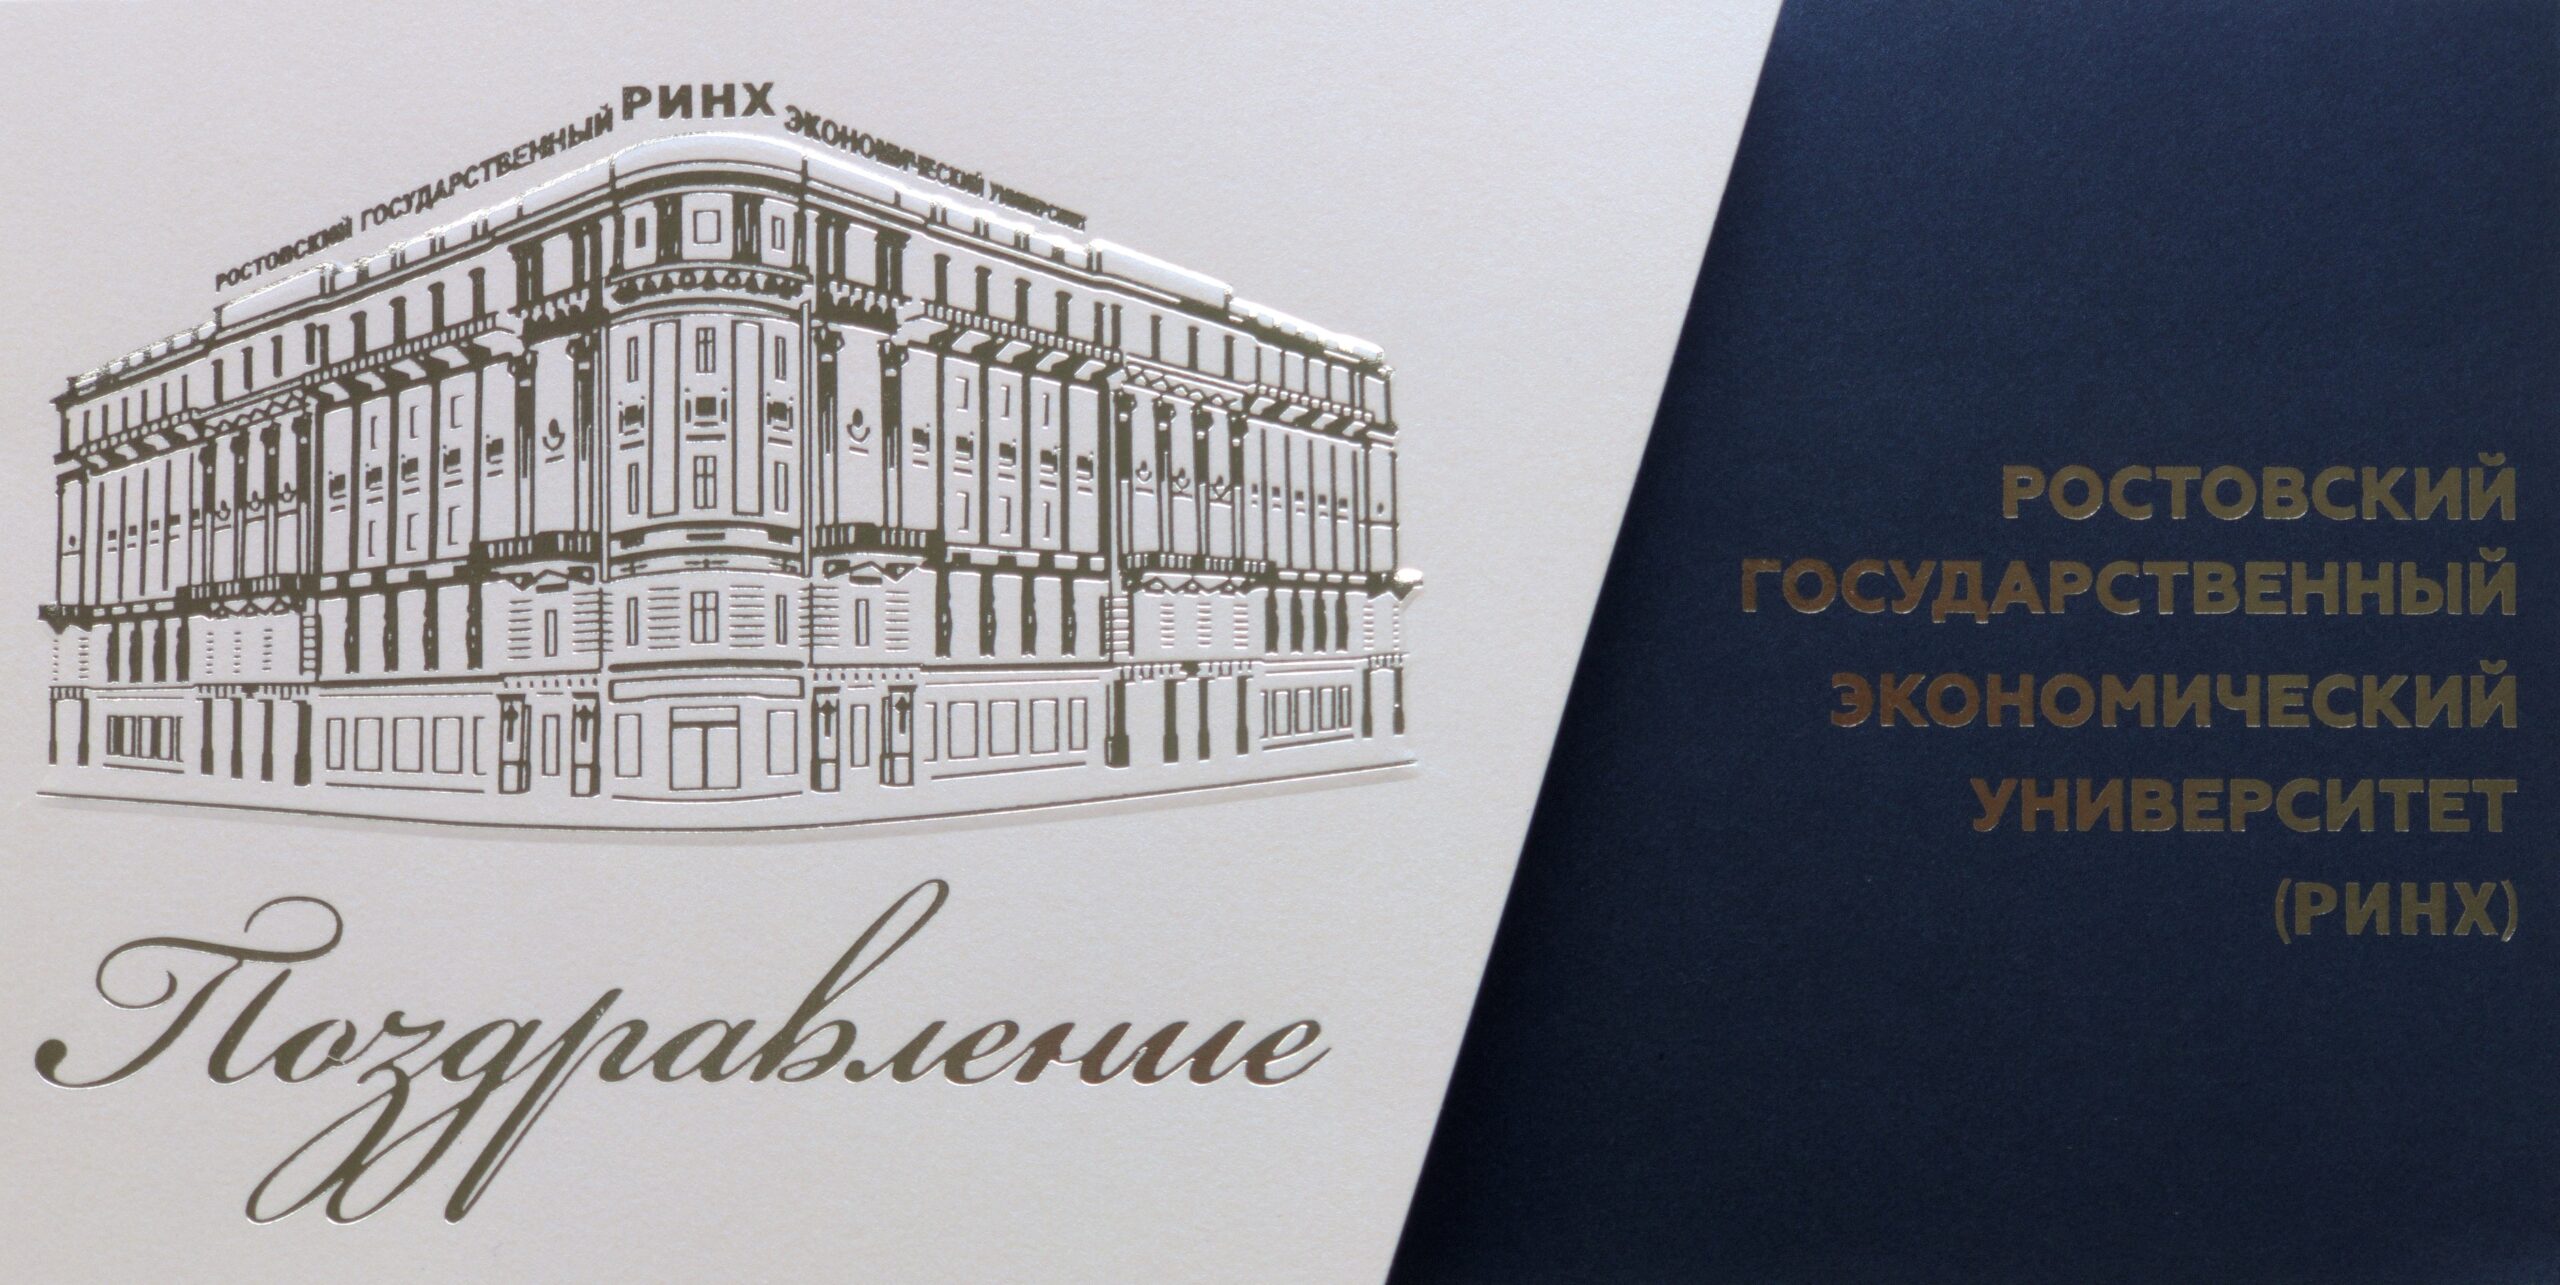 РОСТОВСКИЙ ГОСУДАРСТВЕННЫЙ РИНХ ЭКОНОМИЧЕСКИЙ УНИВЕРСИТЕТ
Поздравление
РОСТОВСКИЙ
ГОСУДАРСТВЕННЫЙ
ЭКОНОМИЧЕСКИЙ
УНИВЕРСИТЕТ
(РИНХ)